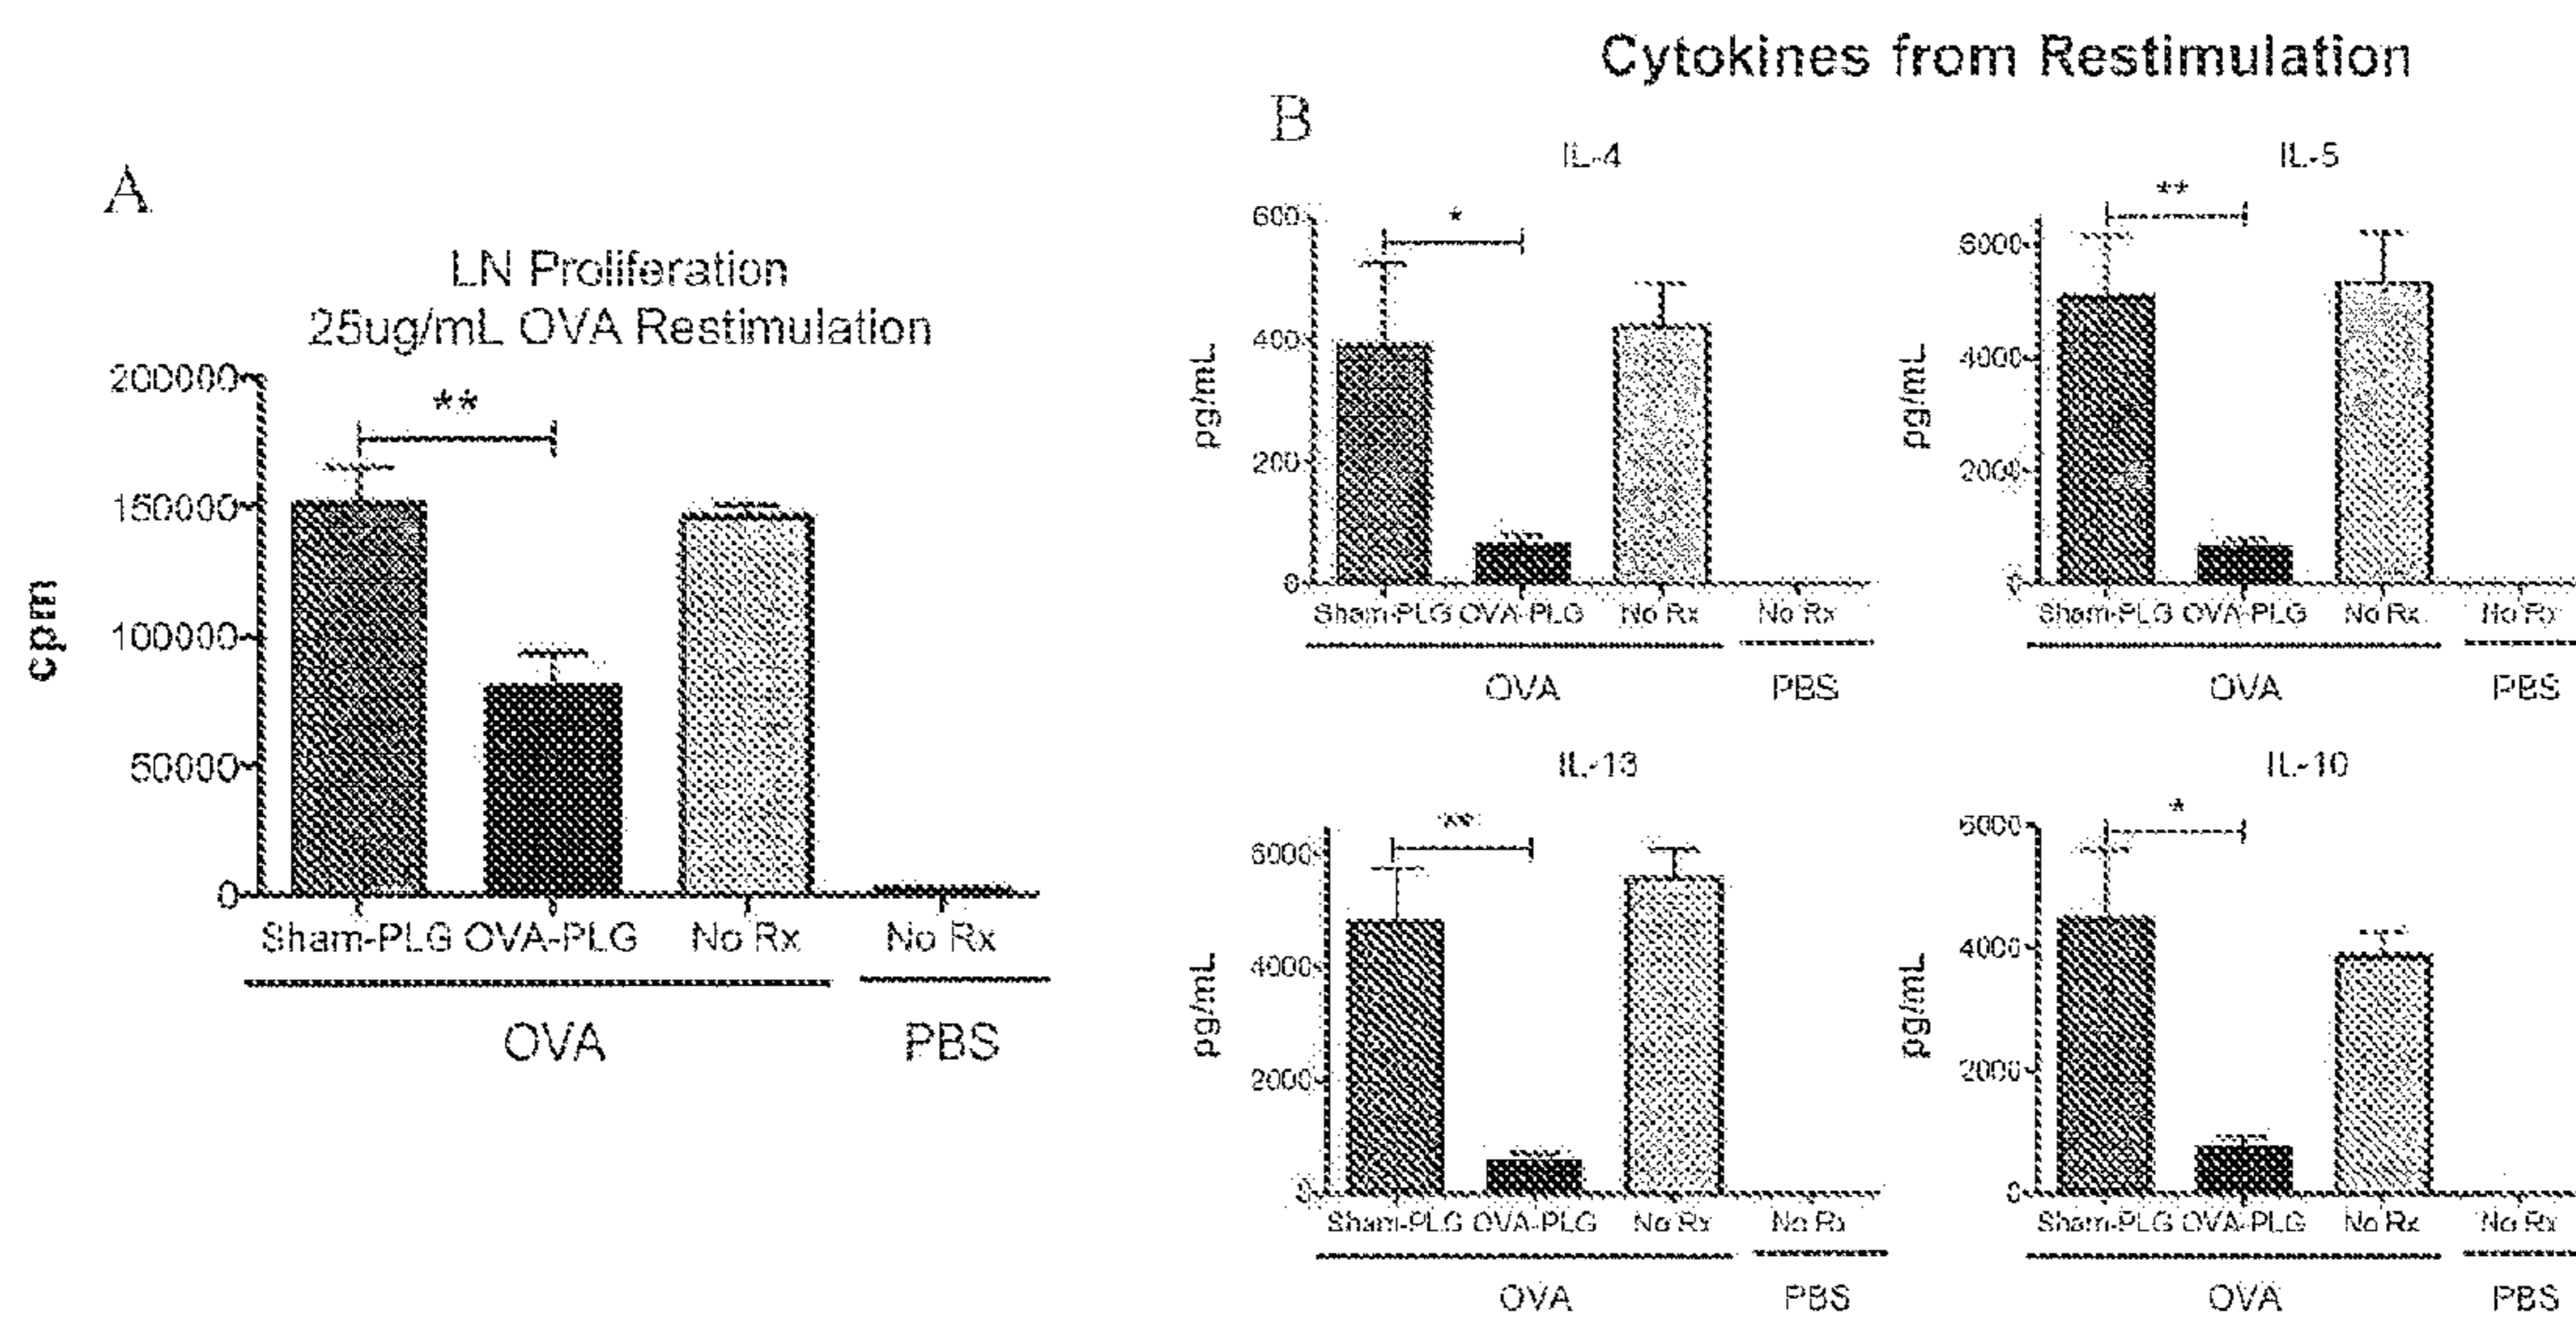 Cytokines from Restimulation
A
LN Proliferation
25ug/mL OVA Restimulation
**
cpm
200000
150000
100000
50000
0
Sham-PLG OVA-PLG No Rx No Rx
OVA PBS
B
IL-4
*
pg/mL
600
400
200
0
Sham-PLG OVA-PLG No Rx No Rx
OVA PBS
IL-5
**
pg/mL
6000
4000
2000
0
Sham-PLG OVA-PLG No Rx No Rx
OVA PBS
IL-13
**
pg/mL
6000
4000
2000
0
Sham-PLG OVA-PLG No Rx No Rx
OVA PBS
IL-10
*
pg/mL
6000
4000
2000
0
Sham-PLG OVA-PLG No Rx No Rx
OVA PBS